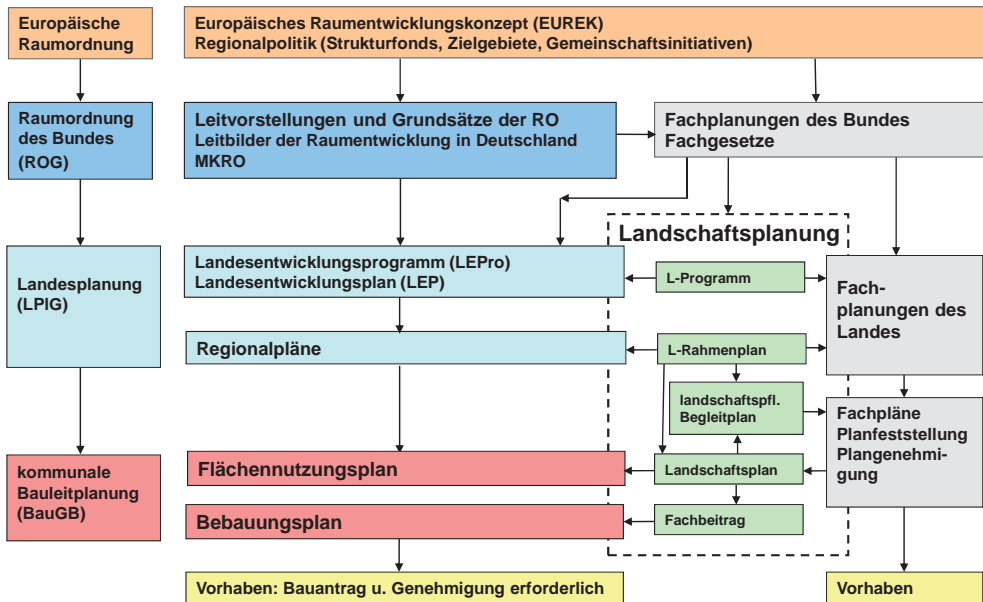 Europäische
Raumordnung
Europäisches Raumentwicklungskonzept (EUREK)
Regionalpolitik (Strukturfonds, Zielgebiete, Gemeinschaftsinitiativen)
Raumordnung
des Bundes
(ROG)
Leitvorstellungen und Grundsätze der RO
Leitbilder der Raumentwicklung in Deutschland
MKRO
Fachplanungen des Bundes
Fachgesetze
Landschaftsplanung
Landesplanung
(LPlG)
Landesentwicklungsprogramm (LEPro)
Landesentwicklungsplan (LEP)
L-Programm
Fach-
planungen des
Landes
Regionalpläne
L-Rahmenplan
landschaftspfl.
Begleitplan
Fachpläne
Planfeststellung
Plangenehmi-
gung
kommunale
Bauleitplanung
(BauGB)
Flächennutzungsplan
Landschaftsplan
Bebauungsplan
Fachbeitrag
Vorhaben: Bauantrag u. Genehmigung erforderlich
Vorhaben